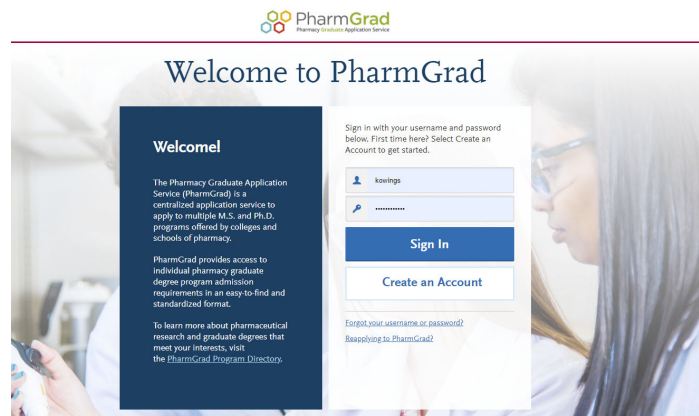 PharmGrad
Pharmacy Graduate Application Service
Welcome to PharmGrad
Welcome!
The Pharmacy Graduate Application
Service (PharmGrad) is a
centralized application service to
apply to multiple M.S. and Ph.D.
programs offered by colleges and
schools of pharmacy.
PharmGrad provides access to
individual pharmacy graduate
degree program admission
requirements in an easy-to-find and
standardized format.
To learn more about pharmaceutical
research and graduate degrees that
meet your interests, visit
the PharmGrad Program Directory.
Sign in with your username and password
below. First time here? Select Create an
Account to get started.
kowings
••••••••••••
Sign In
Create an Account
Forgot your username or password?
Reapplying to PharmGrad?